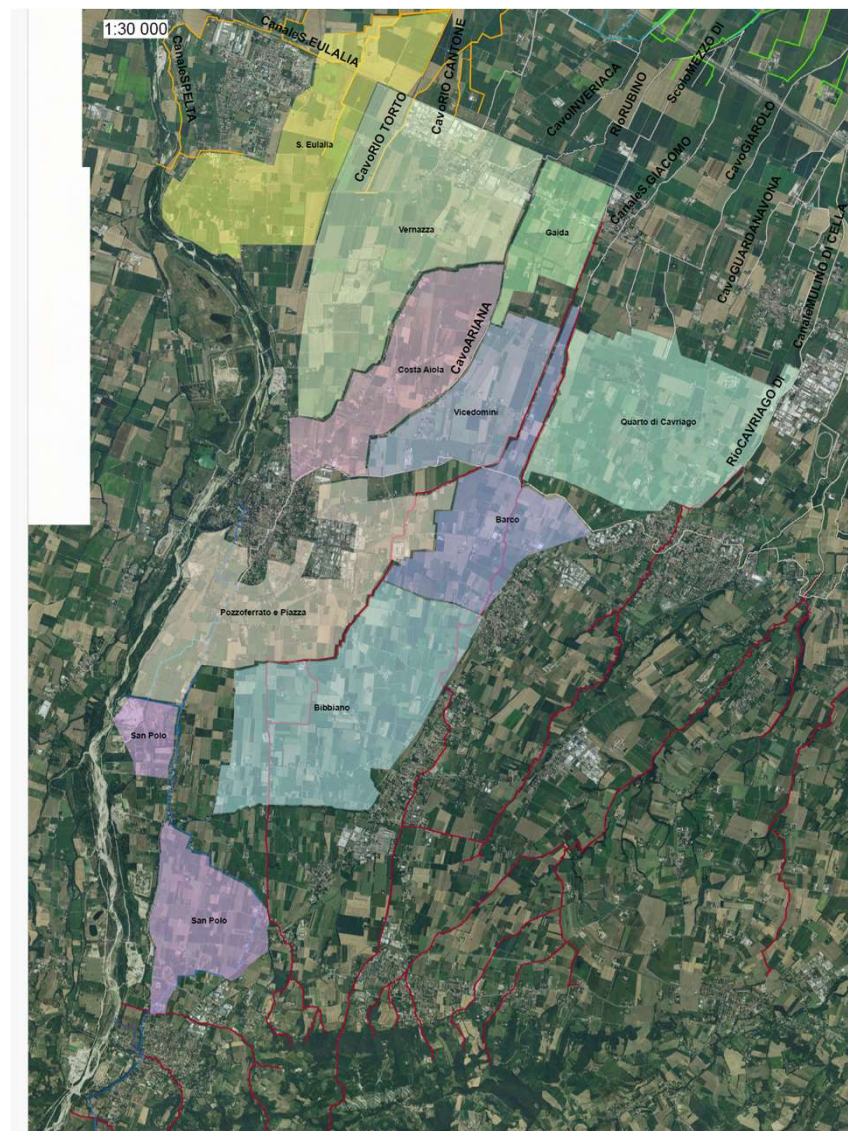 1:30 000
CanaleS.EULALIA
CanaleSPELTA
CavoRIO TORTO
CavoRIO CANTONE
CavoINVERIACA
RioRUBINO
ScoloMEZZO DI
CavoGIAROLO
CanaleS.GIACOMO
CavoGUARDANAVONA
CanaleMULINO DI CELLA
S. Eulalia
Vernazza
Gaida
CavoARIANA
Costa Aiola
Vicedomini
Quarto di Cavriago
RioCAVRIAGO DI
Barco
Pozzoferrato e Piazza
Bibbiano
San Polo
San Polo